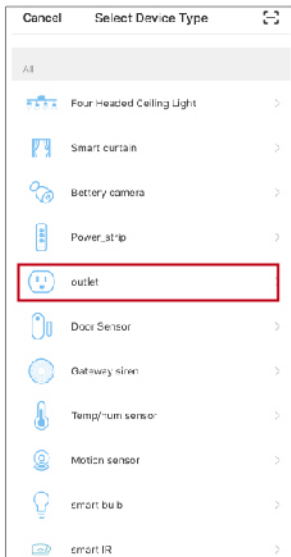 Cancel Select Device Type
All
Four Headed Ceiling Light
Smart curtain
Bettery camera
Power_strip
outlet
Door Sensor
Gateway siren
Temp/hum sensor
Motion sensor
smart bulb
smart IR